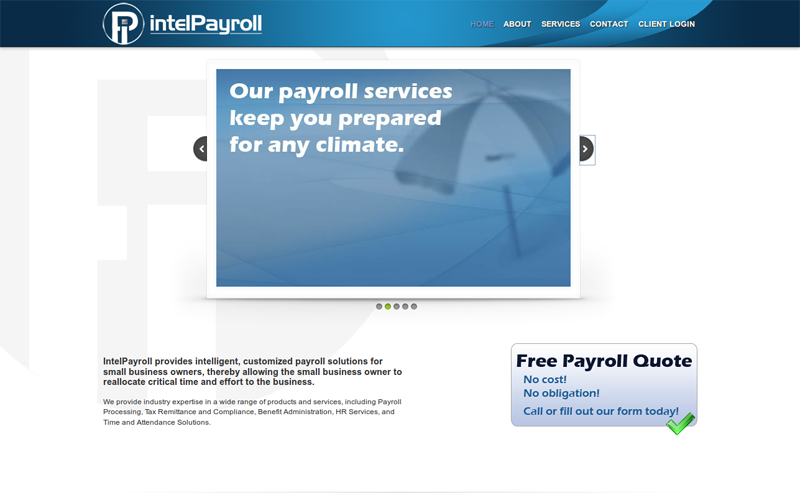 intelPayroll
HOME ABOUT SERVICES CONTACT CLIENT LOGIN
Our payroll services
keep you prepared
for any climate.
IntelPayroll provides intelligent, customized payroll solutions for
small business owners, thereby allowing the small business owner to
reallocate critical time and effort to the business.
We provide industry expertise in a wide range of products and services, including Payroll
Processing, Tax Remittance and Compliance, Benefit Administration, HR Services, and
Time and Attendance Solutions.
Free Payroll Quote
No cost!
No obligation!
Call or fill out our form today!